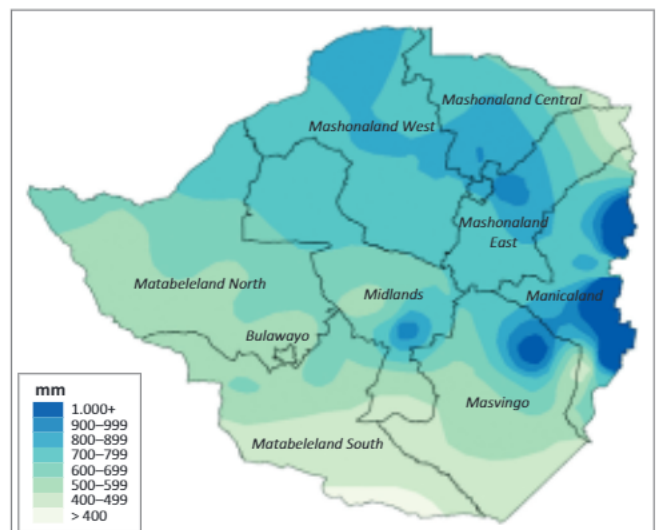 Mashonaland Central
Mashonaland West
Mashonaland
East
Matabeleland North
Midlands
Manicaland
Bulawayo
Masvingo
Matabeleland South
mm
1.000+
900–999
800–899
700–799
600–699
500–599
400–499
> 400